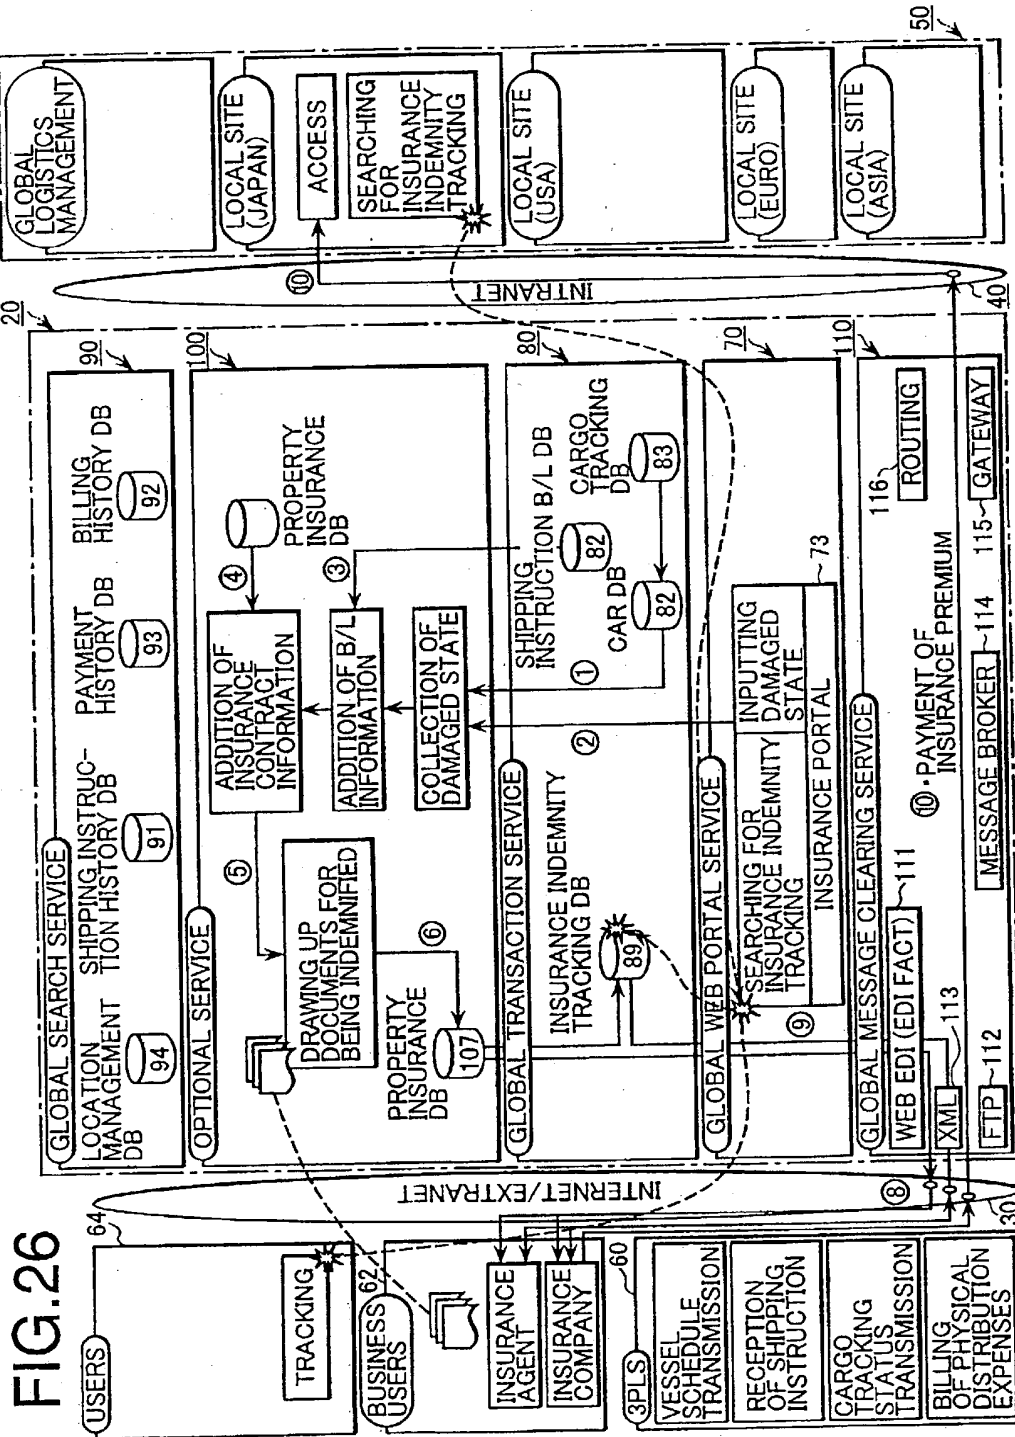 FIG.26
USERS
64
TRACKING
BUSINESS
USERS
62
INSURANCE
AGENT
INSURANCE
COMPANY
3PLS
60
VESSEL
SCHEDULE
TRANSMISSION
RECEPTION
OF SHIPPING
INSTRUCTION
CARGO
TRACKING
STATUS
TRANSMISSION
BILLING
OF PHYSICAL
DISTRIBUTION
EXPENSES
INTERNET/EXTRANET
⑧
30
20
GLOBAL SEARCH SERVICE
90
LOCATION
MANAGEMENT
DB
94
SHIPPING INSTRUC-
TION HISTORY DB
91
PAYMENT
HISTORY DB
93
BILLING
HISTORY DB
92
OPTIONAL SERVICE
100
DRAWING UP
DOCUMENTS FOR
BEING INDEMNIFIED
⑤
⑥
PROPERTY
INSURANCE
DB
107
ADDITION OF
INSURANCE
CONTRACT
INFORMATION
④
PROPERTY
INSURANCE
DB
ADDITION OF B/L
INFORMATION
③
COLLECTION OF
DAMAGED STATE
GLOBAL TRANSACTION SERVICE
80
INSURANCE INDEMNITY
TRACKING DB
89
②
①
SHIPPING
INSTRUCTION B/L DB
82
CAR DB
82
CARGO
TRACKING
DB
83
GLOBAL WEB PORTAL SERVICE
70
⑨
SEARCHING FOR
INSURANCE INDEMNITY
TRACKING
INPUTTING
DAMAGED
STATE
INSURANCE PORTAL
73
GLOBAL MESSAGE CLEARING SERVICE
110
WEB EDI (EDI FACT)
111
XML
113
FTP
112
⑩・PAYMENT OF
INSURANCE PREMIUM
MESSAGE BROKER
114
116
ROUTING
115
GATEWAY
INTRANET
⑩
40
50
GLOBAL
LOGISTICS
MANAGEMENT
LOCAL SITE
(JAPAN)
ACCESS
SEARCHING
FOR
INSURANCE
INDEMNITY
TRACKING
LOCAL SITE
(USA)
LOCAL SITE
(EURO)
LOCAL SITE
(ASIA)